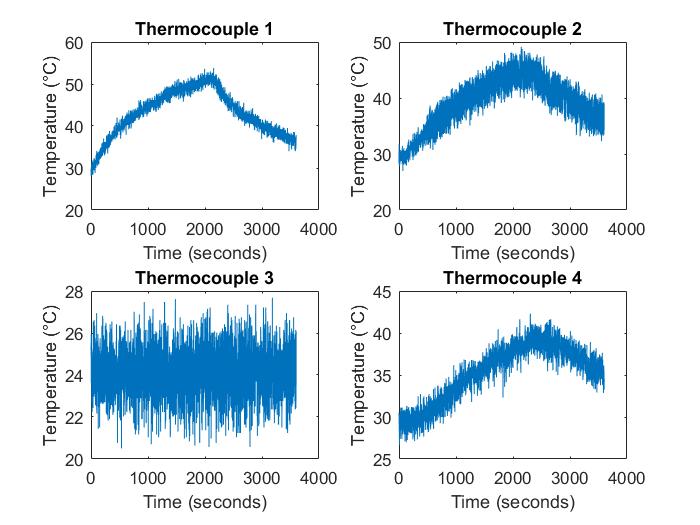 Thermocouple 1
60
50
40
30
20
Temperature (°C)
0 1000 2000 3000 4000
Time (seconds)
Thermocouple 2
50
40
30
20
Temperature (°C)
0 1000 2000 3000 4000
Time (seconds)
Thermocouple 3
28
26
24
22
20
Temperature (°C)
0 1000 2000 3000 4000
Time (seconds)
Thermocouple 4
45
40
35
30
25
Temperature (°C)
0 1000 2000 3000 4000
Time (seconds)